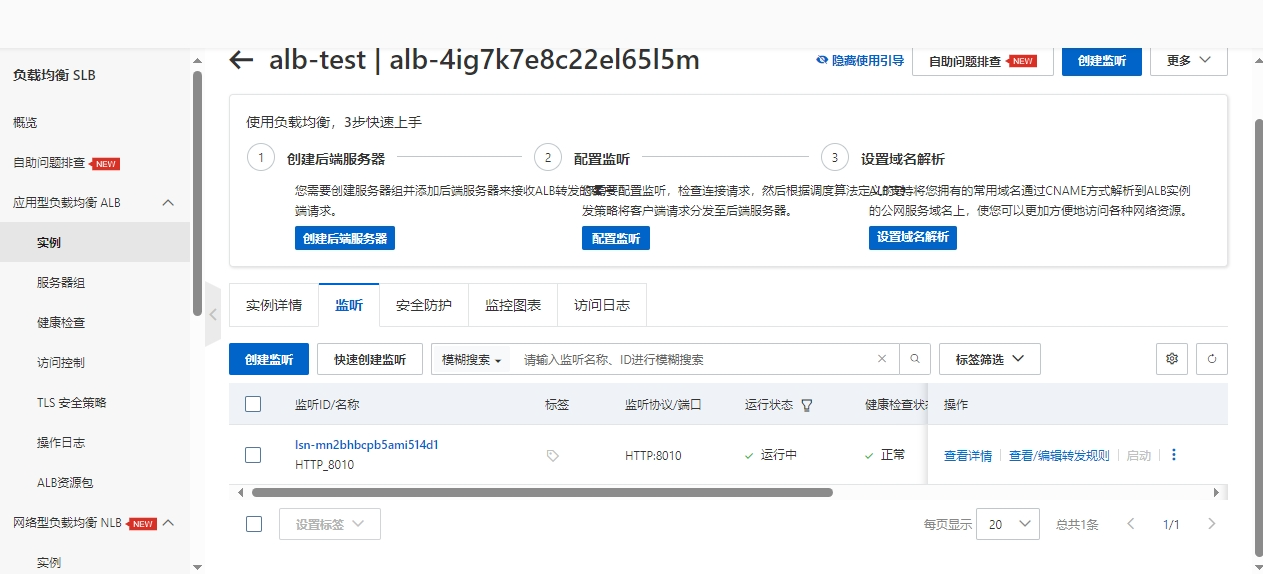 负载均衡 SLB
概览
自助问题排查 NEW
应用型负载均衡 ALB
实例
服务器组
健康检查
访问控制
TLS 安全策略
操作日志
ALB资源包
网络型负载均衡 NLB NEW
实例
alb-test | alb-4ig7k7e8c22el65l5m
隐藏使用引导
自助问题排查 NEW
创建监听
更多
使用负载均衡，3步快速上手
1 创建后端服务器
您需要创建服务器组并添加后端服务器来接收ALB转发的客户
端请求。
创建后端服务器
2 配置监听
您需要配置监听，检查连接请求，然后根据调度算法定义的转
发策略将客户端请求分发至后端服务器。
配置监听
3 设置域名解析
ALB支持将您拥有的常用域名通过CNAME方式解析到ALB实例
的公网服务域名上，使您可以更加方便地访问各种网络资源。
设置域名解析
实例详情 监听 安全防护 监控图表 访问日志
创建监听 快速创建监听 模糊搜索 请输入监听名称、ID进行模糊搜索 标签筛选
监听ID/名称 标签 监听协议/端口 运行状态 健康检查状 操作
lsn-mn2bhbcpb5ami514d1
HTTP_8010
HTTP:8010 运行中 正常 查看详情 查看/编辑转发规则 启动
设置标签 每页显示 20 总共1条 1/1